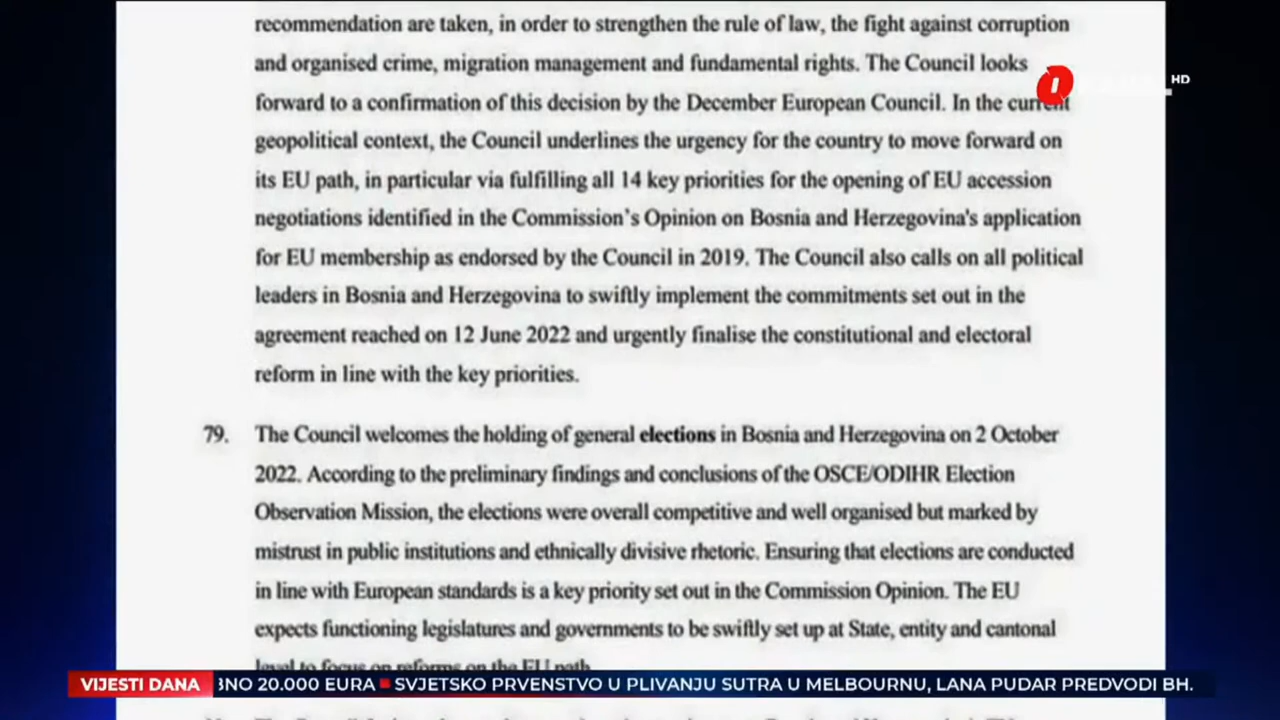 recommendation are taken, in order to strengthen the rule of law, the fight against corruption
and organised crime, migration management and fundamental rights. The Council looks
HD
forward to a confirmation of this decision by the December European Council. In the current
geopolitical context, the Council underlines the urgency for the country to move forward on
its EU path, in particular via fulfilling all 14 key priorities for the opening of EU accession
negotiations identified in the Commission's Opinion on Bosnia and Herzegovina's application
for EU membership as endorsed by the Council in 2019. The Council also calls on all political
leaders in Bosnia and Herzegovina to swiftly implement the commitments set out in the
agreement reached on 12 June 2022 and urgently finalise the constitutional and electoral
reform in line with the key priorities.
79. The Council welcomes the holding of general elections in Bosnia and Herzegovina on 2 October
2022. According to the preliminary findings and conclusions of the OSCE/ODIHR Election
Observation Mission, the elections were overall competitive and well organised but marked by
mistrust in public institutions and ethnically divisive rhetoric. Ensuring that elections are conducted
in line with European standards is a key priority set out in the Commission Opinion. The EU
expects functioning legislatures and governments to be swiftly set up at State, entity and cantonal
level to focus on reforms on the EU path
VIJESTI DANA 20.000 EURA SVJETSKO PRVENSTVO U PLIVANJU SUTRA U MELBOURNU, LANA PUDAR PREDVODI BH.